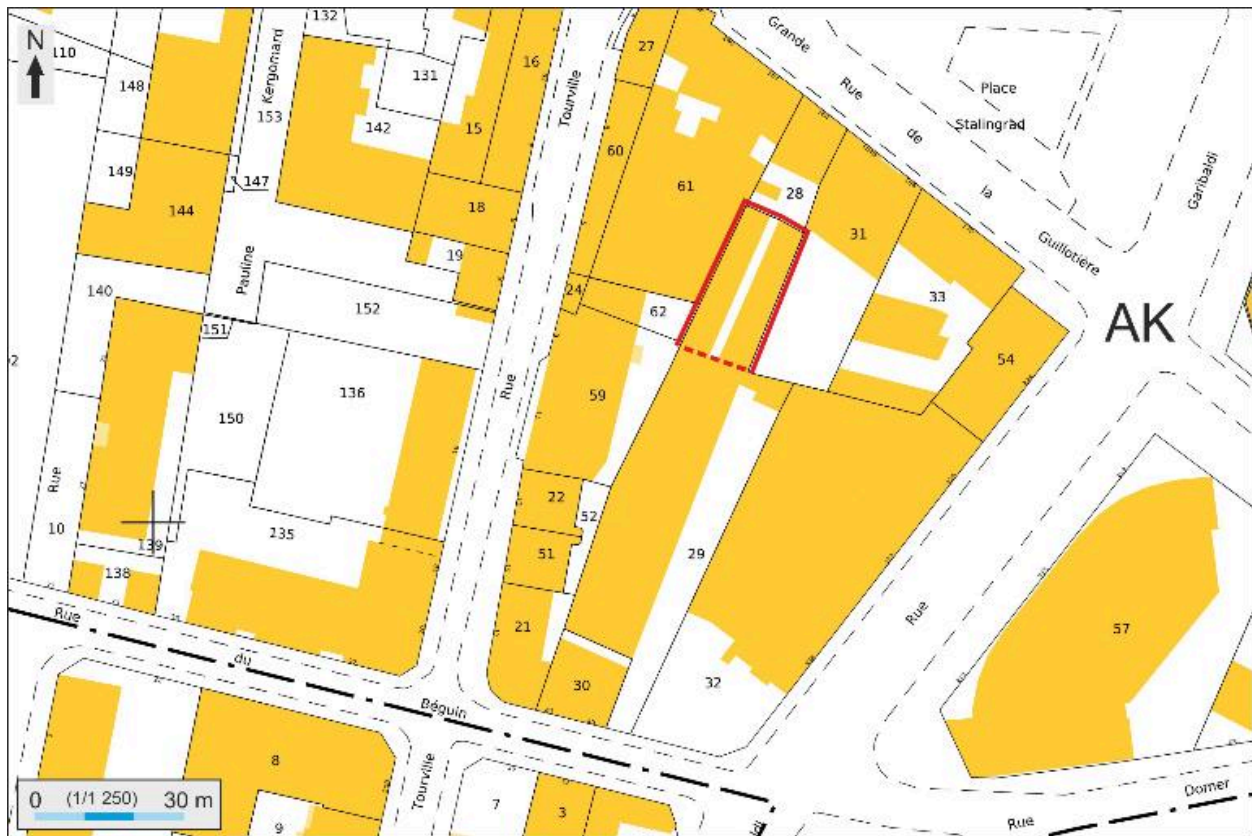 N
110
148
149
144
140
Kergomard
153
132
131
142
147
15
16
18
19
Tourville
27
60
61
24
62
28
31
33
54
Grande
Rue
de
la
Guillotière
Place
Stalingrad
Garibaldi
AK
Pauline
151
152
150
136
Rue
59
22
52
51
21
29
30
32
57
Rue
10
139
138
235
Rue
du
Béguin
Rue
8
9
Tourville
7
3
Rue
Domer
0 (1/1 250) 30 m